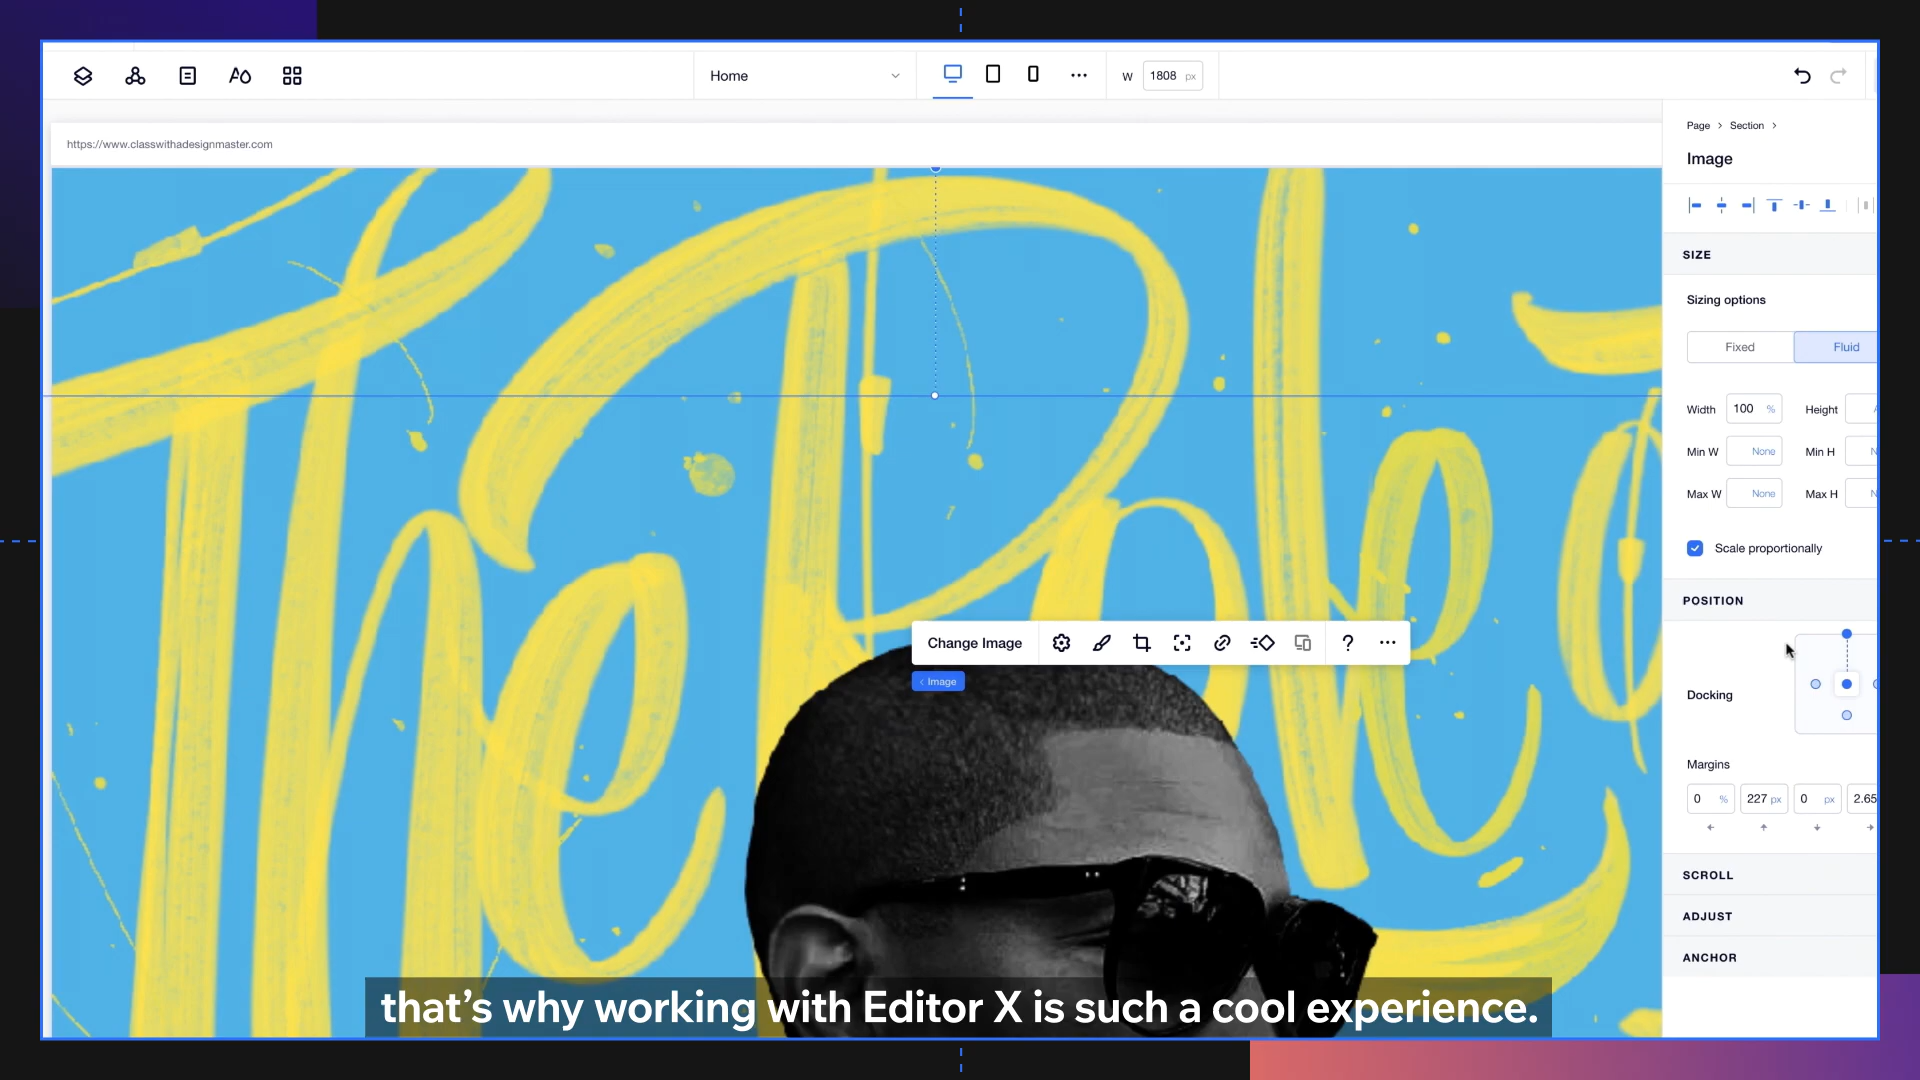 Home
W 1808 px
https://www.classwithadesignmaster.com
Page > Section >
Image
SIZE
Sizing options
Fixed Fluid
Width 100 % Height
Min W None Min H
Max W None Max H
Scale proportionally
POSITION
Docking
Margins
0 % 227 px 0 px 2.65
SCROLL
ADJUST
ANCHOR
The
Change Image ? ...
< Image
that's why working with Editor X is such a cool experience.